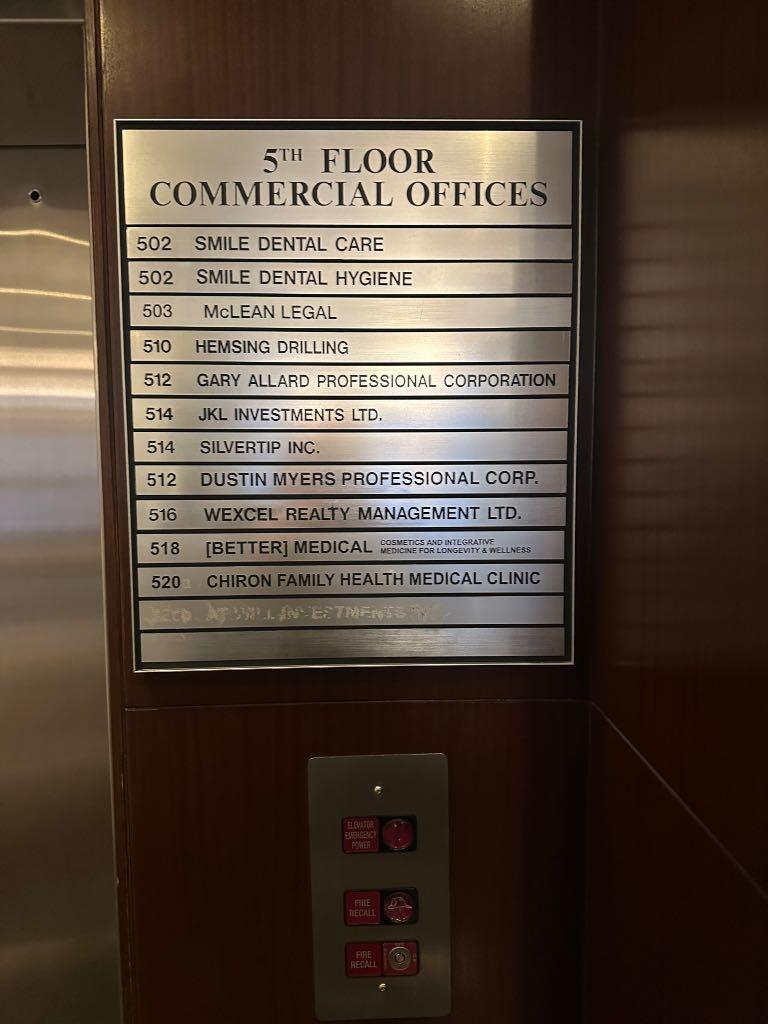 5TH FLOOR
COMMERCIAL OFFICES
502 SMILE DENTAL CARE
502 SMILE DENTAL HYGIENE
503 McLEAN LEGAL
510 HEMSING DRILLING
512 GARY ALLARD PROFESSIONAL CORPORATION
514 JKL INVESTMENTS LTD.
514 SILVERTIP INC.
512 DUSTIN MYERS PROFESSIONAL CORP.
516 WEXCEL REALTY MANAGEMENT LTD.
518 [BETTER] MEDICAL COSMETICS AND INTEGRATIVE
MEDICINE FOR LONGEVITY & WELLNESS
520 CHIRON FAMILY HEALTH MEDICAL CLINIC
INVESTMENTS
ELEVATOR
EMERGENCY
POWER
FIRE
RECALL
FIRE
RECALL